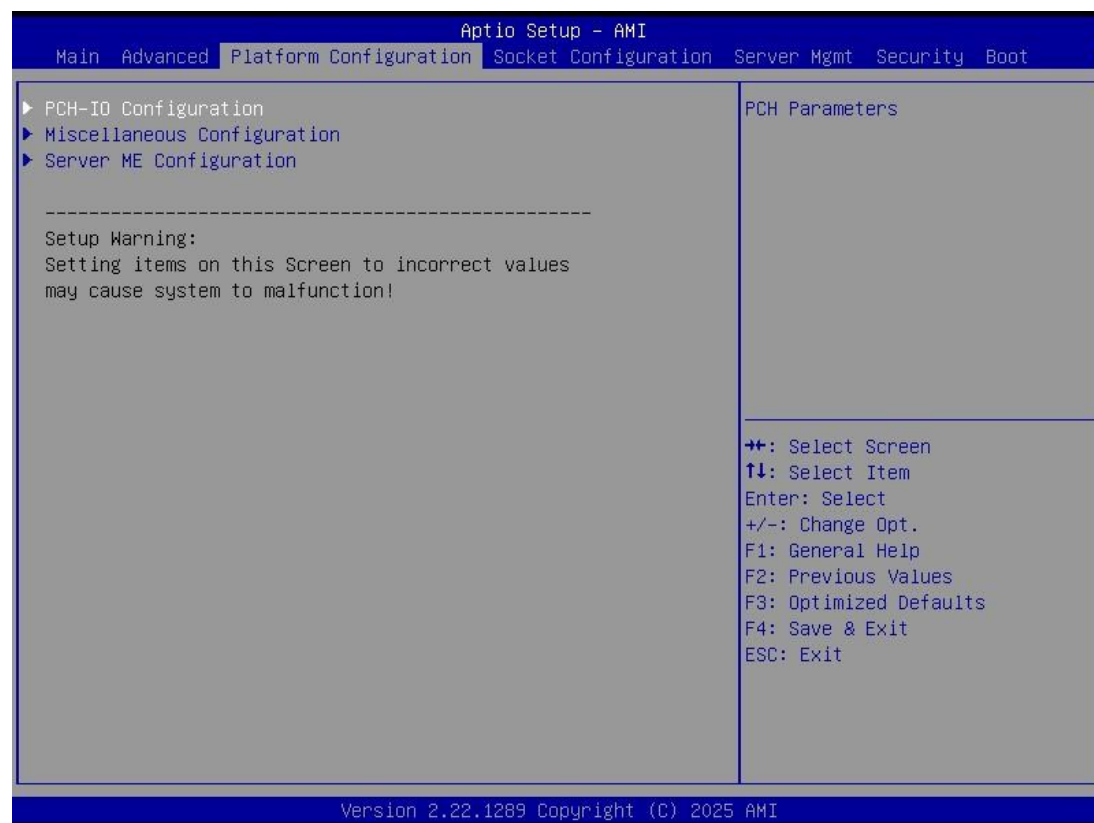 Aptio Setup - AMI
Main Advanced Platform Configuration Socket Configuration Server Mgmt Security Boot
PCH-IO Configuration
Miscellaneous Configuration
Server ME Configuration
--------------------------------------------------
Setup Warning:
Setting items on this Screen to incorrect values
may cause system to malfunction!
PCH Parameters
→←: Select Screen
↑↓: Select Item
Enter: Select
+/-: Change Opt.
F1: General Help
F2: Previous Values
F3: Optimized Defaults
F4: Save & Exit
ESC: Exit
Version 2.22.1289 Copyright (C) 2025 AMI